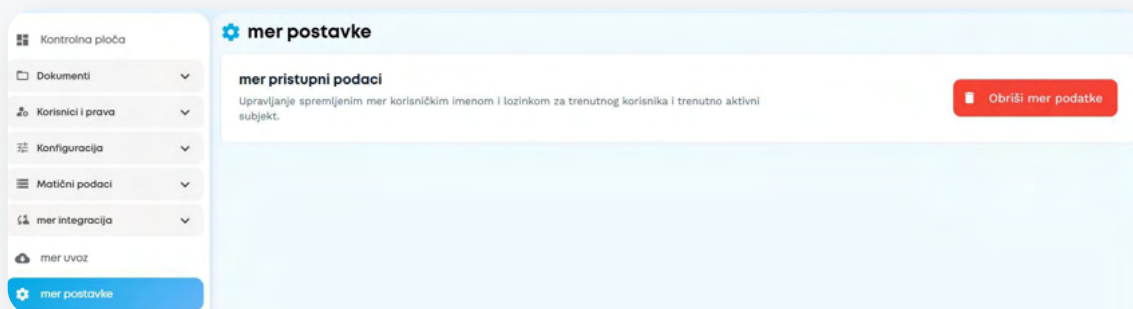 Kontrolna ploča
Dokumenti
Korisnici i prava
Konfiguracija
Matični podaci
mer integracija
mer uvoz
mer postavke
mer postavke
mer pristupni podaci
Upravljanje spremljenim mer korisničkim imenom i lozinkom za trenutnog korisnika i trenutno aktivni
subjekt.
Obriši mer podatke